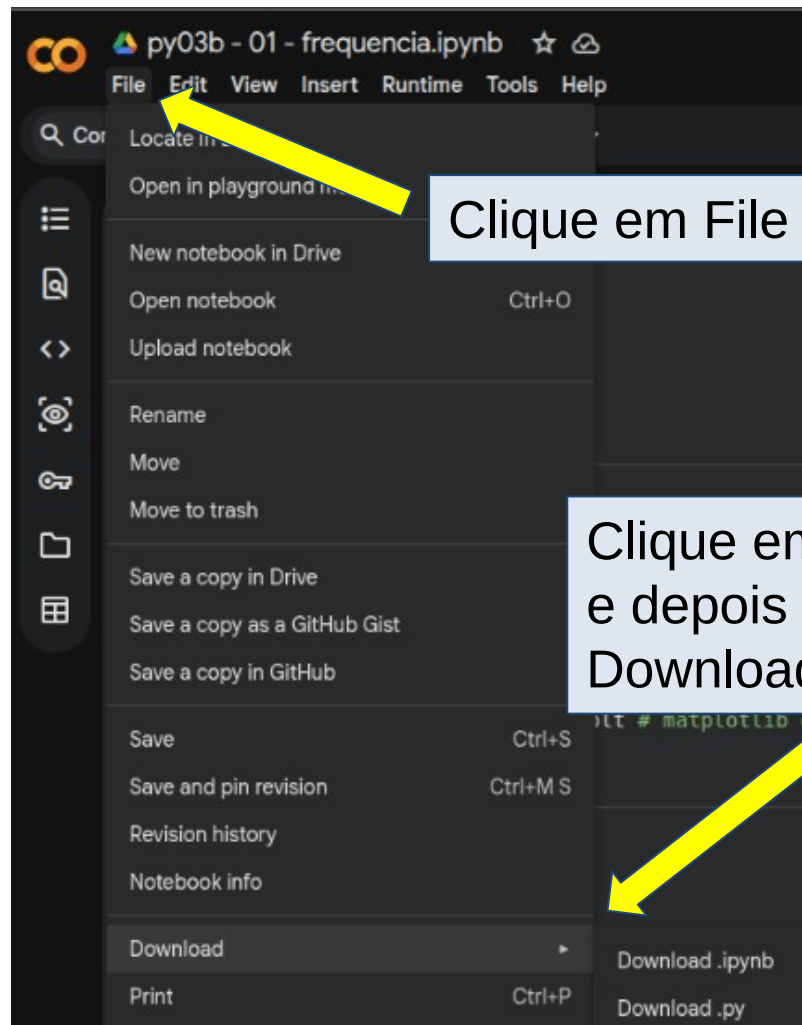 CO
py03b - 01 - frequencia.ipynb
File Edit View Insert Runtime Tools Help
Locate in
Open in playground
Clique em File
New notebook in Drive
Open notebook Ctrl+O
Upload notebook
Rename
Move
Move to trash
Clique em
e depois
Download
Save a copy in Drive
Save a copy as a GitHub Gist
Save a copy in GitHub
plt # matplotlib
Save Ctrl+S
Save and pin revision Ctrl+M S
Revision history
Notebook info
Download
Download .ipynb
Print Ctrl+P
Download .py